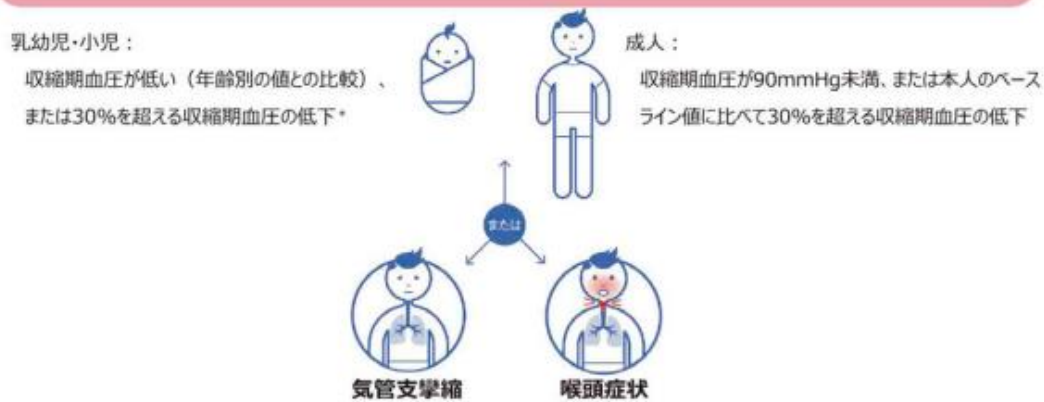 乳幼児・小児：
収縮期血圧が低い（年齢別の値との比較）、
または30%を超える収縮期血圧の低下*
成人：
収縮期血圧が90mmHg未満、または本人のベース
ライン値に比べて30%を超える収縮期血圧の低下
または
気管支攣縮
喉頭症状